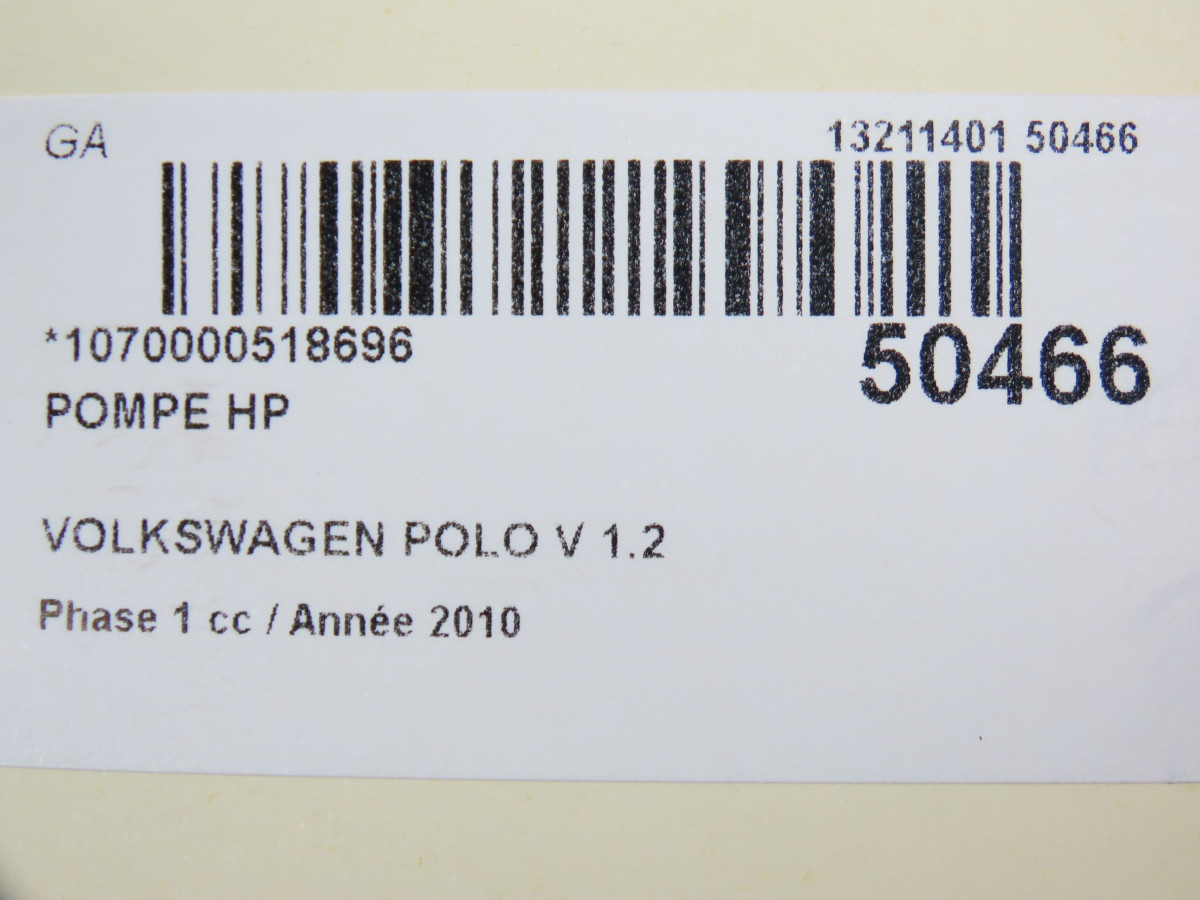 GA
13211401 50466
*1070000518696
50466
POMPE HP
VOLKSWAGEN POLO V 1.2
Phase 1 cc / Année 2010